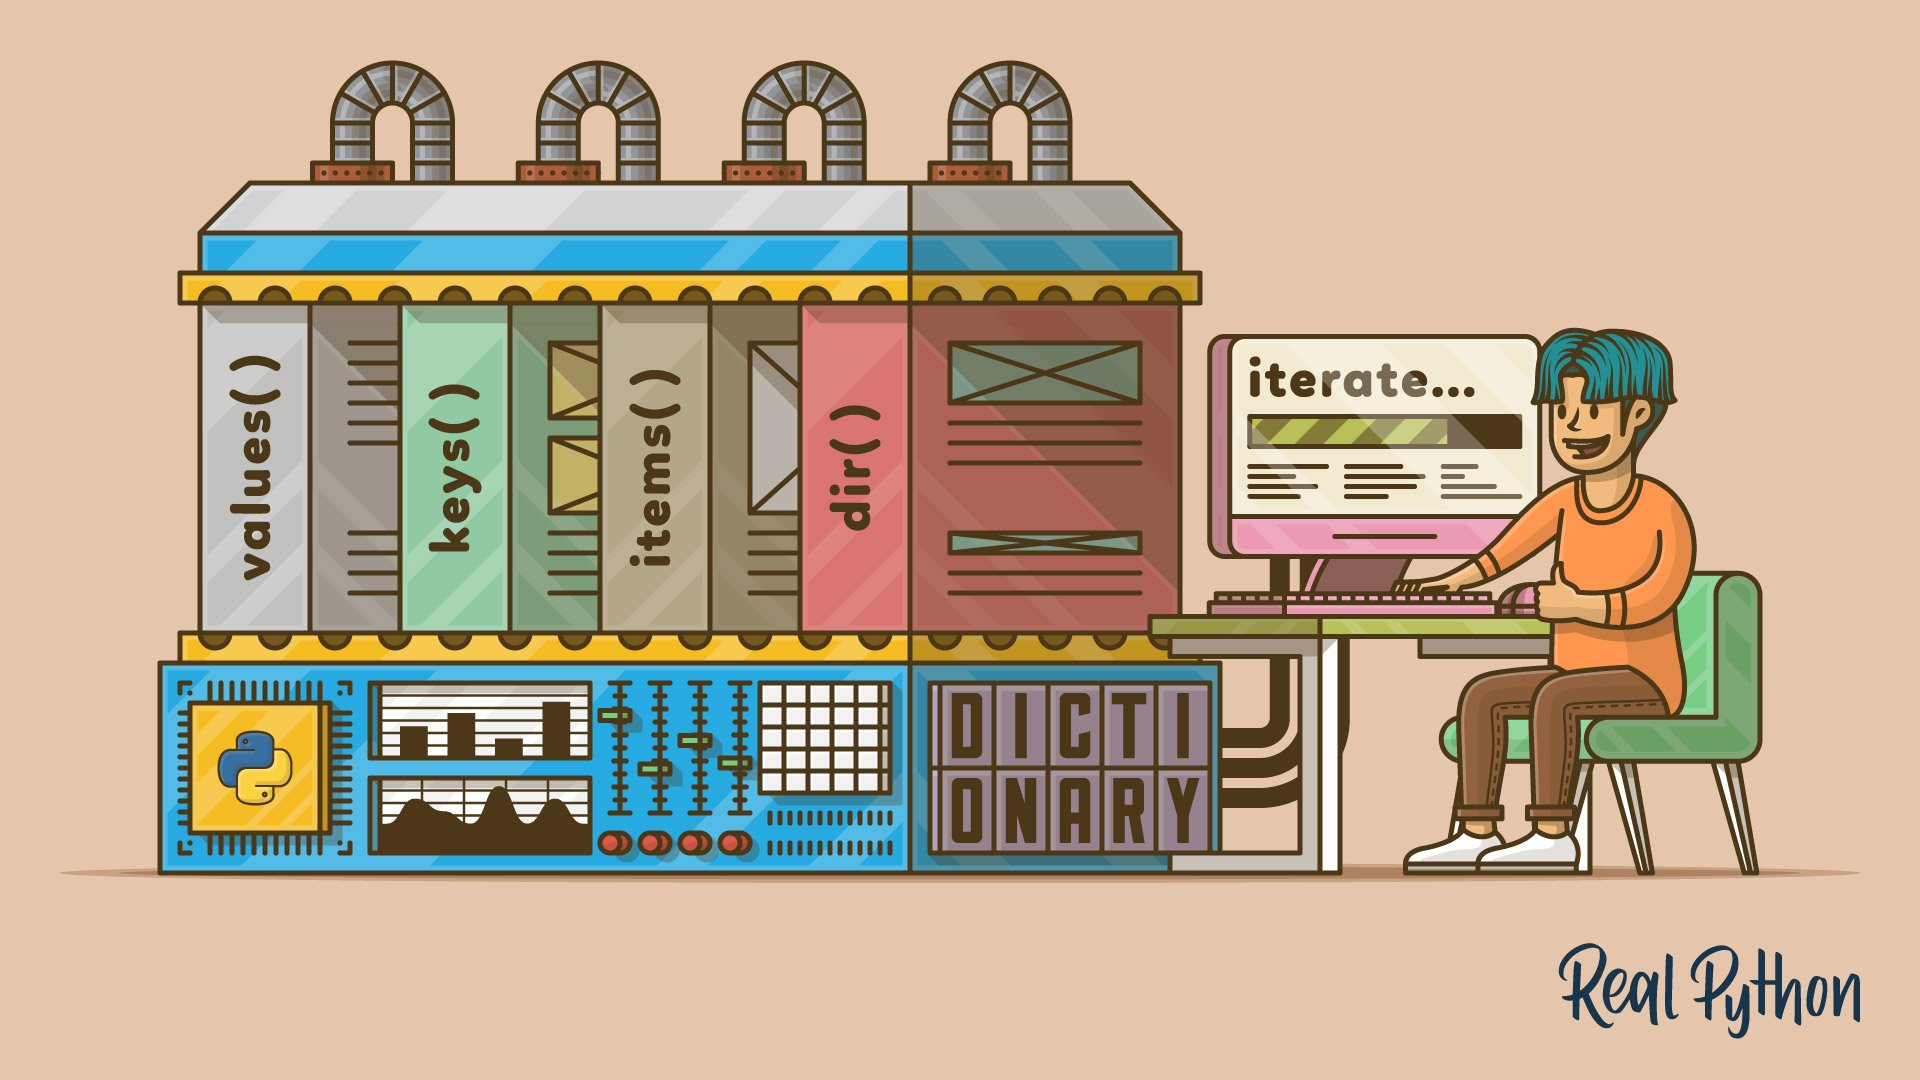 values()
keys()
items()
dir()
iterate...
DICTI
ONARY
Real Python